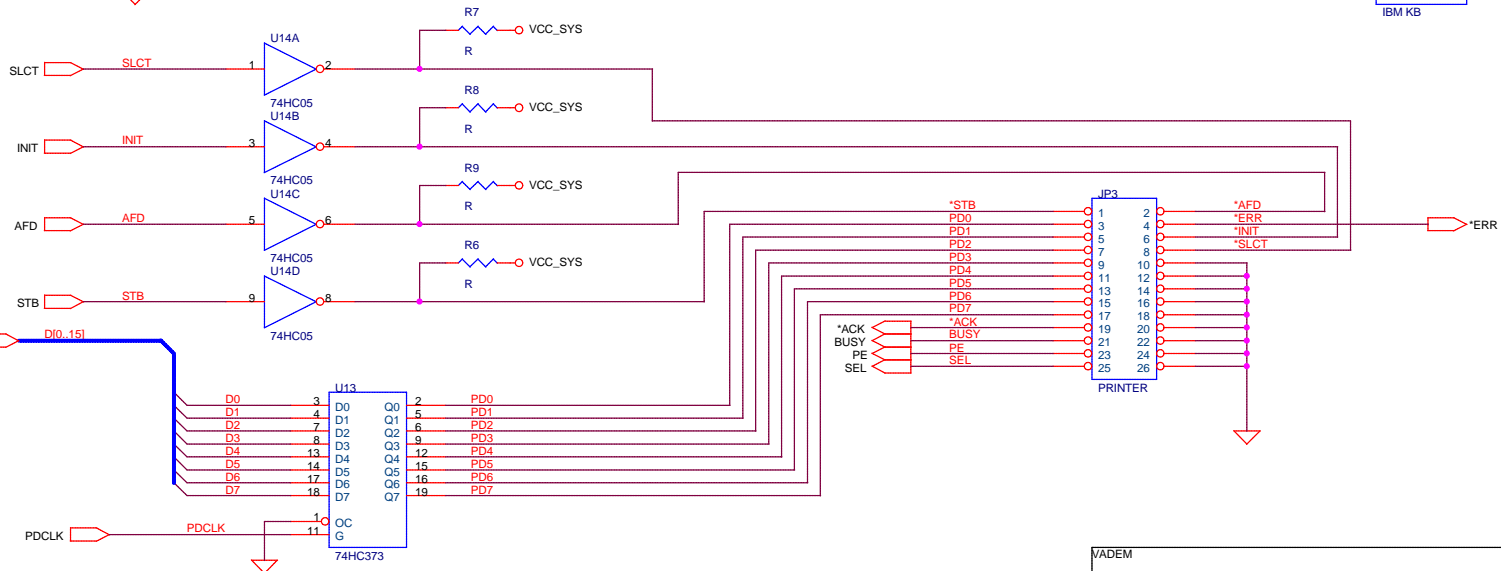 IBM KB
R7
VCC_SYS
R
U14A
SLCT
SLCT
1
2
74HC05
R8
VCC_SYS
R
U14B
INIT
INIT
3
4
74HC05
R9
VCC_SYS
R
U14C
AFD
AFD
5
6
74HC05
R6
VCC_SYS
R
U14D
STB
STB
9
8
74HC05
JP3
*STB 1 2 *AFD
PD0 3 4 *ERR *ERR
PD1 5 6 *INIT
PD2 7 8 *SLCT
PD3 9 10
PD4 11 12
PD5 13 14
PD6 15 16
PD7 17 18
*ACK *ACK 19 20
BUSY BUSY 21 22
PE PE 23 24
SEL SEL 25 26
PRINTER
D[0..15]
U13
D0 3 D0 Q0 2 PD0
D1 4 D1 Q1 5 PD1
D2 7 D2 Q2 6 PD2
D3 8 D3 Q3 9 PD3
D4 13 D4 Q4 12 PD4
D5 14 D5 Q5 15 PD5
D6 17 D6 Q6 16 PD6
D7 18 D7 Q7 19 PD7
1 OC
PDCLK PDCLK 11 G
74HC373
VADEM